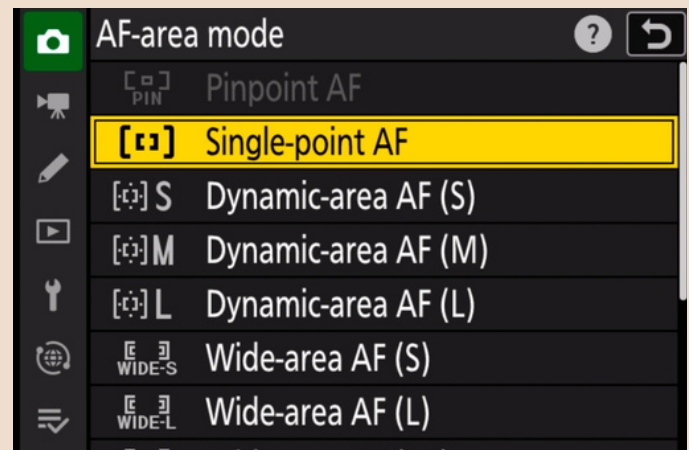 AF-area mode ?
PIN Pinpoint AF
Single-point AF
S Dynamic-area AF (S)
M Dynamic-area AF (M)
L Dynamic-area AF (L)
WIDE-S Wide-area AF (S)
WIDE-L Wide-area AF (L)